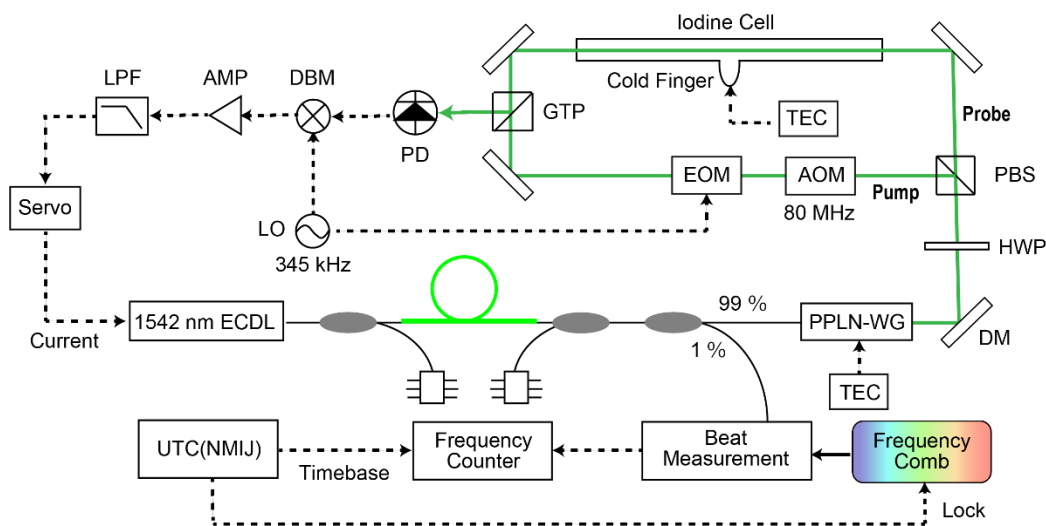 Iodine Cell
LPF
AMP
DBM
Cold Finger
GTP
TEC
Probe
PD
EOM
AOM
PBS
Pump
Servo
80 MHz
LO
345 kHz
HWP
99 %
1542 nm ECDL
PPLN-WG
Current
1 %
DM
TEC
UTC(NMIJ)
Timebase
Frequency
Counter
Beat
Measurement
Frequency
Comb
Lock